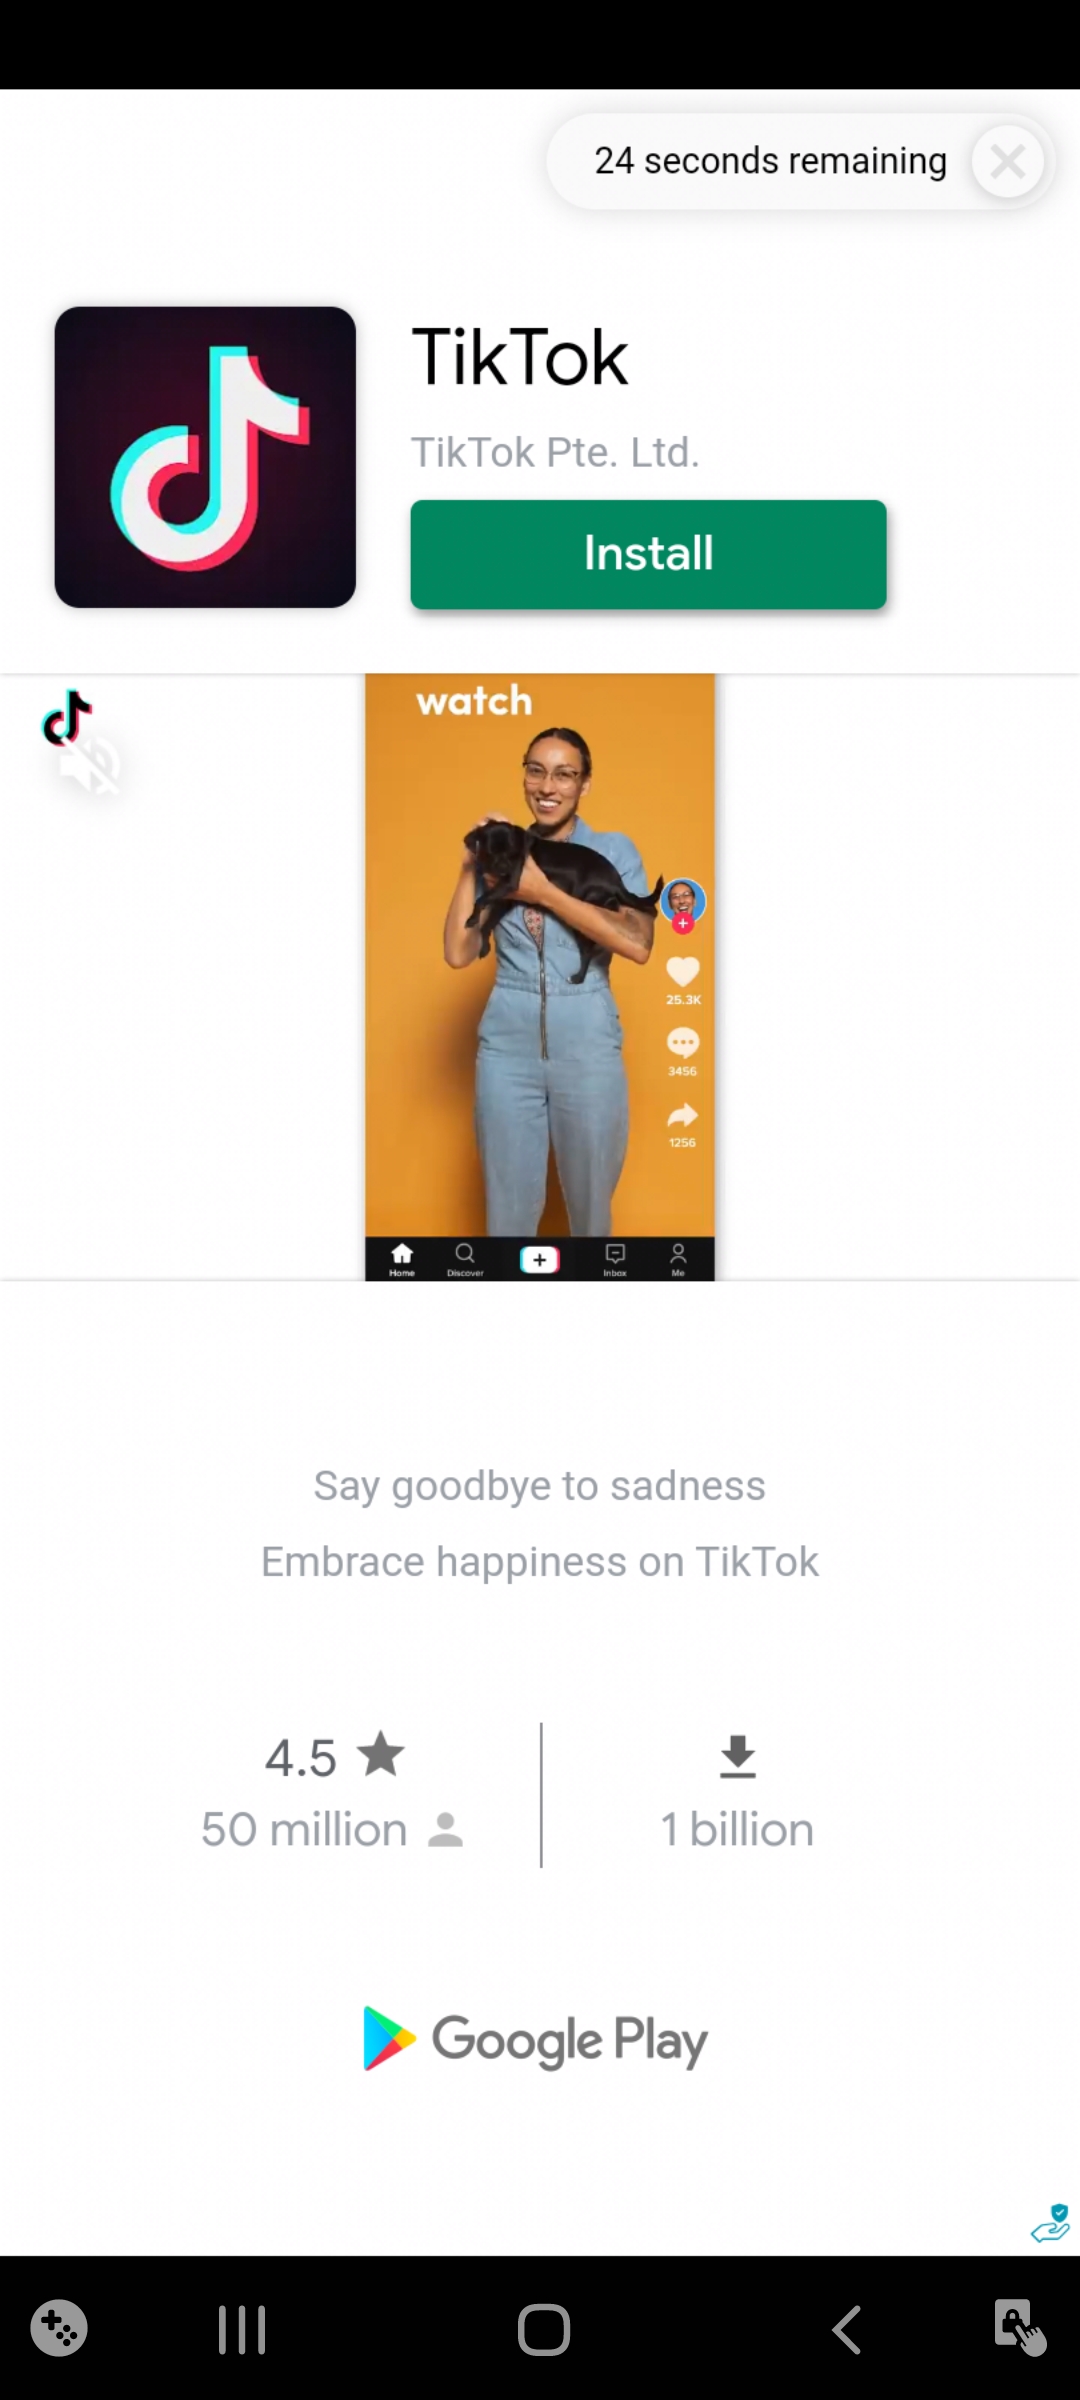 24 seconds remaining
TikTok
TikTok Pte. Ltd.
Install
watch
25.3K
3456
1256
Home Discover Inbox Me
Say goodbye to sadness
Embrace happiness on TikTok
4.5
50 million
1 billion
Google Play